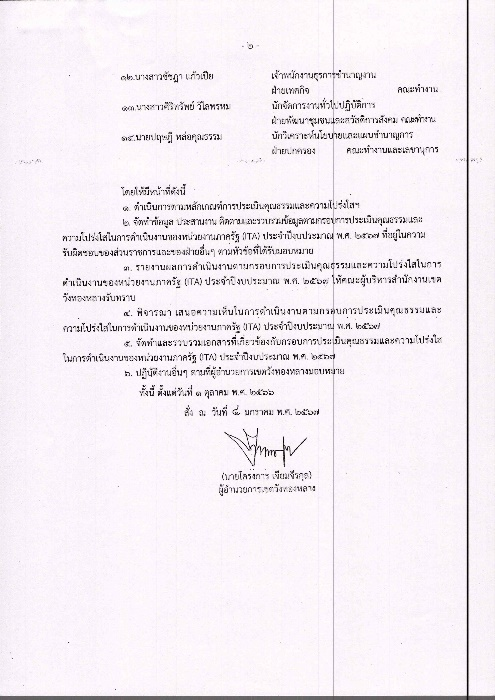 - ๒ -
๑๒.นางสาวชัชฎา แก้วเปีย เจ้าพนักงานธุรการชำนาญงาน
ฝ่ายเทศกิจ คณะทำงาน
๑๓.นางสาวศิริทรัพย์ วิไลพรหม นักจัดการงานทั่วไปปฏิบัติการ
ฝ่ายพัฒนาชุมชนและสวัสดิการสังคม คณะทำงาน
๑๔.นายปฤษฎี หล่อคุณธรรม นักวิเคราะห์นโยบายและแผนชำนาญการ
ฝ่ายปกครอง คณะทำงานและเลขานุการ
โดยให้มีหน้าที่ดังนี้
๑. ดำเนินการตามหลักเกณฑ์การประเมินคุณธรรมและความโปร่งใสฯ
๒. จัดทำข้อมูล ประสานงาน ติดตามและรวบรวมข้อมูลตามกรอบการประเมินคุณธรรมและ
ความโปร่งใสในการดำเนินงานของหน่วยงานภาครัฐ (ITA) ประจำปีงบประมาณ พ.ศ. ๒๕๖๗ ที่อยู่ในความ
รับผิดชอบของส่วนราชการและของฝ่ายอื่นๆ ตามหัวข้อที่ได้รับมอบหมาย
๓. รายงานผลการดำเนินงานตามกรอบการประเมินคุณธรรมและความโปร่งใสในการ
ดำเนินงานของหน่วยงานภาครัฐ (ITA) ประจำปีงบประมาณ พ.ศ. ๒๕๖๗ ให้คณะผู้บริหารสำนักงานเขต
วังทองหลางรับทราบ
๔. พิจารณา เสนอความเห็นในการดำเนินงานตามกรอบการประเมินคุณธรรมและ
ความโปร่งใสในการดำเนินงานของหน่วยงานภาครัฐ (ITA) ประจำปีงบประมาณ พ.ศ. ๒๕๖๗
๕. จัดทำและรวบรวมเอกสารที่เกี่ยวข้องกับกรอบการประเมินคุณธรรมและความโปร่งใส
ในการดำเนินงานของหน่วยงานภาครัฐ (ITA) ประจำปีงบประมาณ พ.ศ. ๒๕๖๗
๖. ปฏิบัติงานอื่นๆ ตามที่ผู้อำนวยการเขตวังทองหลางมอบหมาย
ทั้งนี้ ตั้งแต่วันที่ ๑ ตุลาคม พ.ศ. ๒๕๖๖
สั่ง ณ วันที่ ๘ มกราคม พ.ศ. ๒๕๖๗
(นายโครงการ เจียมจีรกุล)
ผู้อำนวยการเขตวังทองหลาง